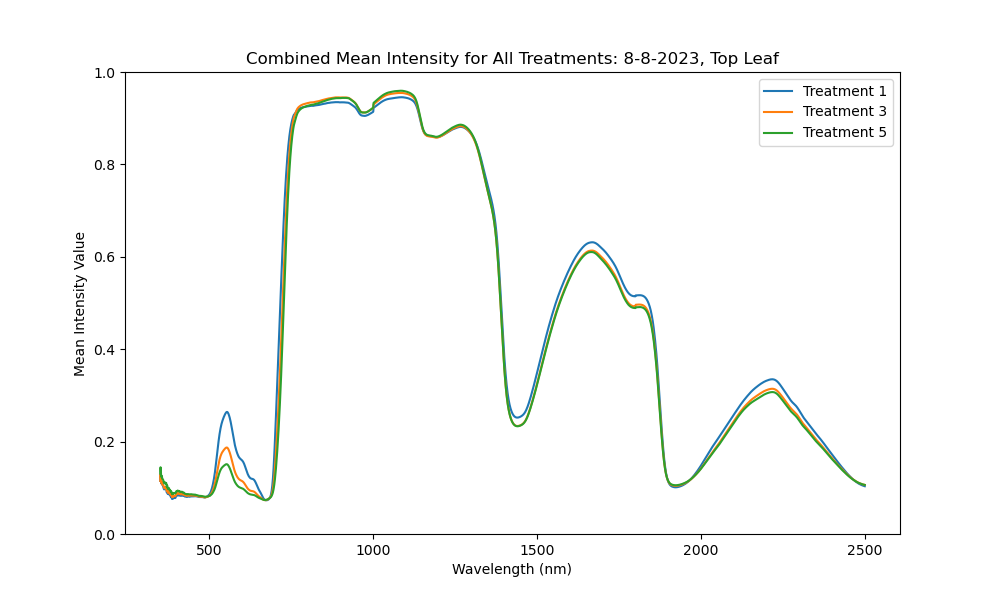 Combined Mean Intensity for All Treatments: 8-8-2023, Top Leaf
Treatment 1
Treatment 3
Treatment 5
Mean Intensity Value
1.0
0.8
0.6
0.4
0.2
0.0
500
1000
1500
2000
2500
Wavelength (nm)